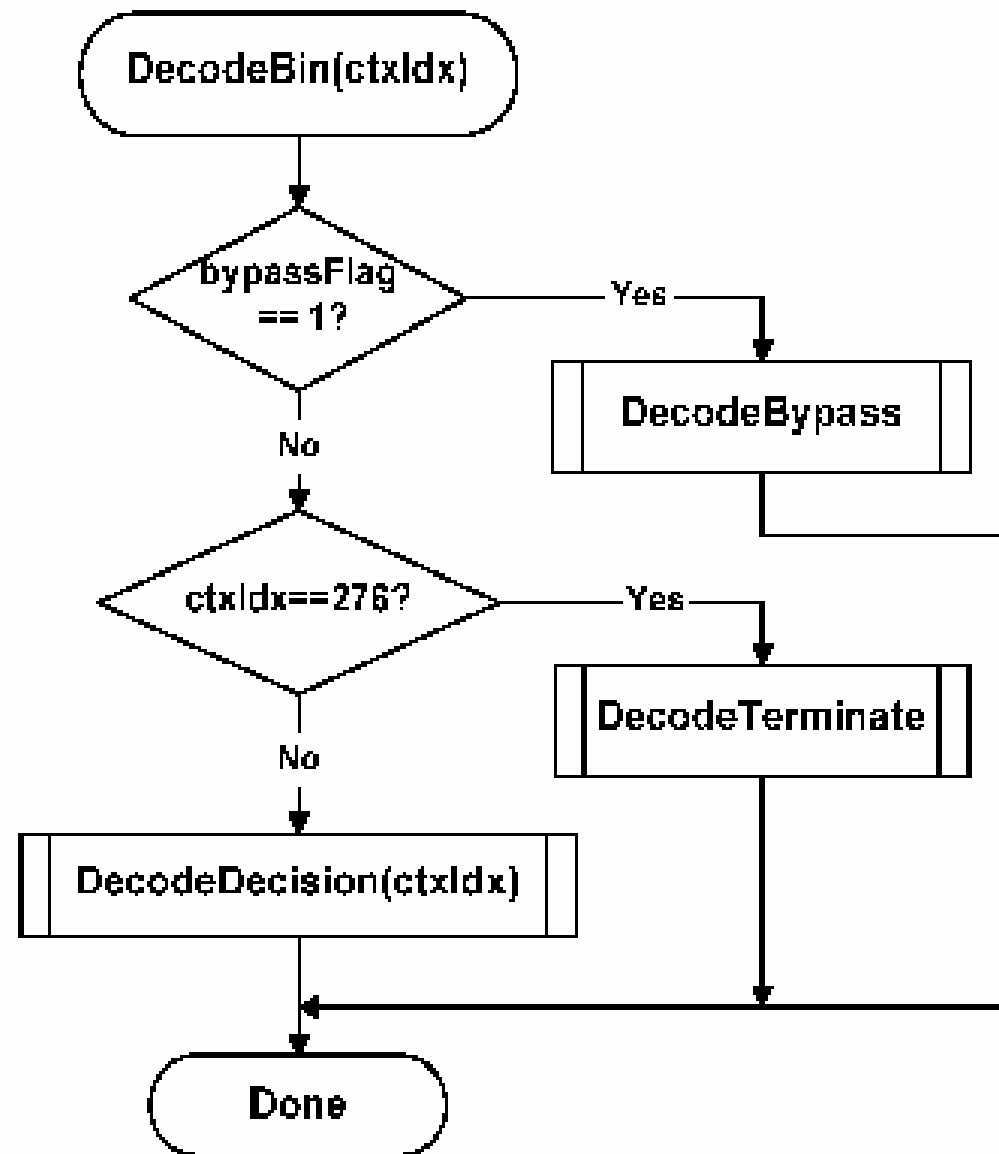 DecodeBin(ctxIdx)
bypassFlag
== 1?
Yes
DecodeBypass
No
ctxIdx==276?
Yes
DecodeTerminate
No
DecodeDecision(ctxIdx)
Done